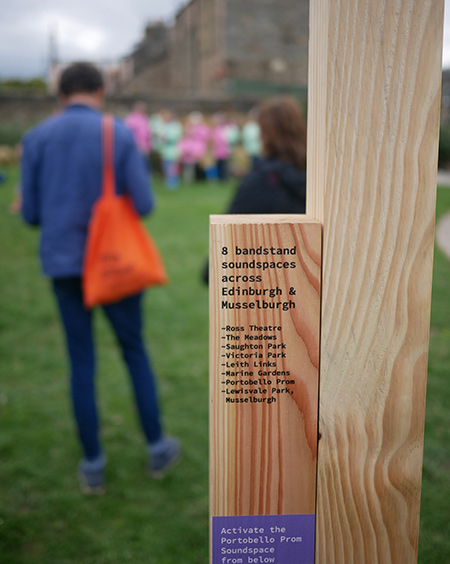 8 bandstand
soundspaces
across
Edinburgh &
Musselburgh
-Ross Theatre
-The Meadows
-Saughton Park
-Victoria Park
-Leith Links
-Marine Gardens
-Portobello Prom
-Lewisvale Park,
Musselburgh
Activate the
Portobello Prom
Soundspace
from below